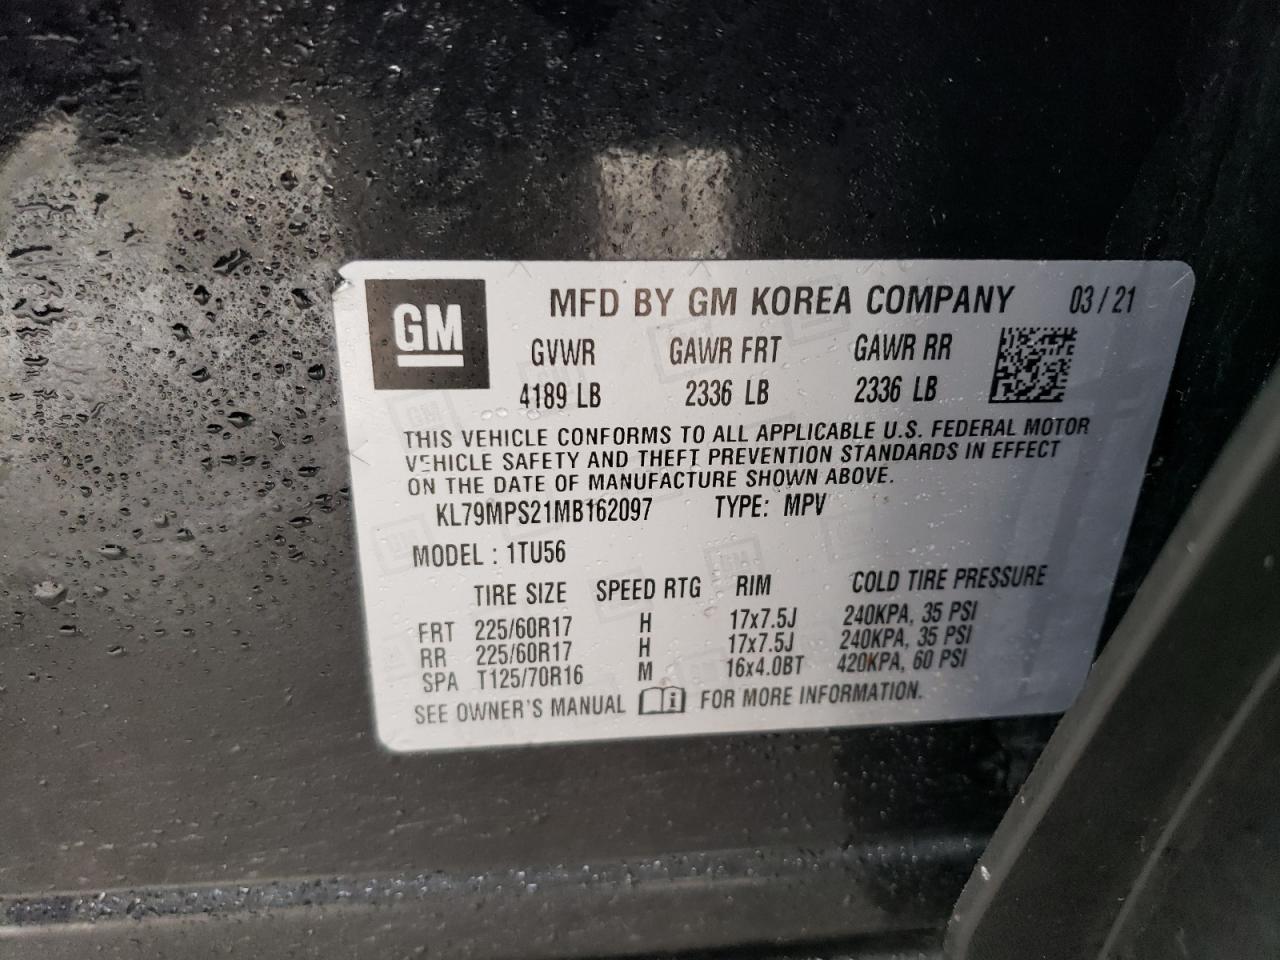 GM
MFD BY GM KOREA COMPANY 03/21
GVWR GAWR FRT GAWR RR
4189 LB 2336 LB 2336 LB
THIS VEHICLE CONFORMS TO ALL APPLICABLE U.S. FEDERAL MOTOR
VEHICLE SAFETY AND THEFT PREVENTION STANDARDS IN EFFECT
ON THE DATE OF MANUFACTURE SHOWN ABOVE.
KL79MPS21MB162097 TYPE: MPV
MODEL : 1TU56
TIRE SIZE SPEED RTG RIM COLD TIRE PRESSURE
FRT 225/60R17 H 17x7.5J 240KPA, 35 PSI
RR 225/60R17 H 17x7.5J 240KPA, 35 PSI
SPA T125/70R16 M 16x4.0BT 420KPA, 60 PSI
SEE OWNER'S MANUAL i FOR MORE INFORMATION.